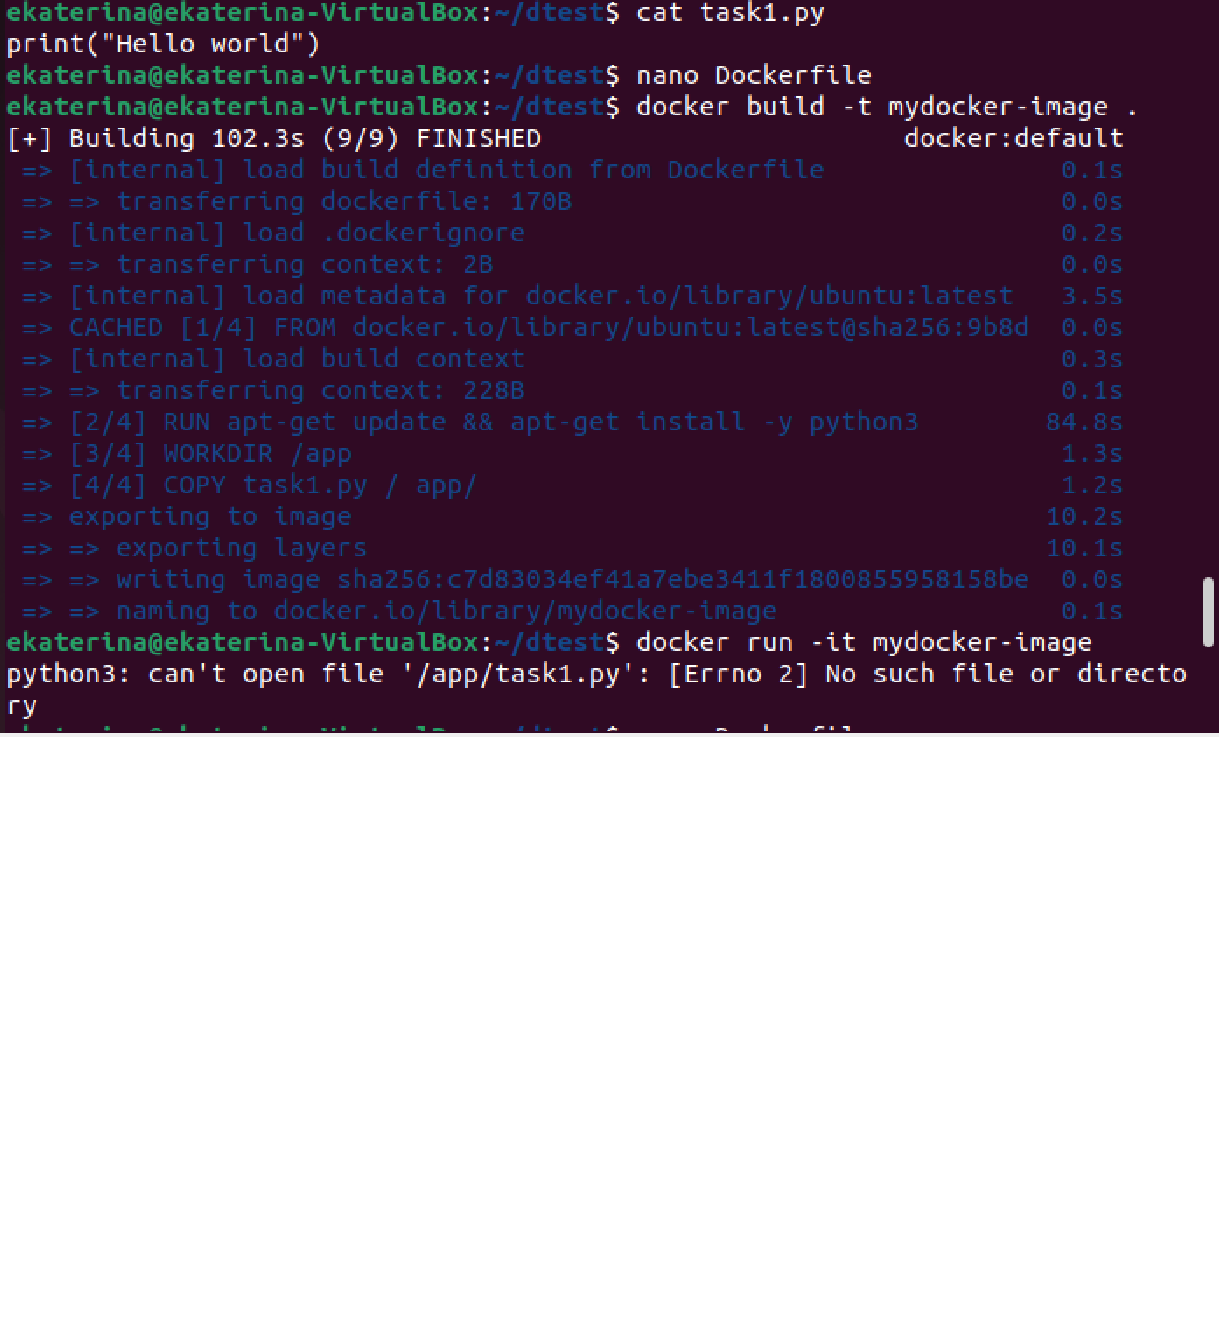 ekaterina@ekaterina-VirtualBox:~/dtest$ cat task1.py
print("Hello world")
ekaterina@ekaterina-VirtualBox:~/dtest$ nano Dockerfile
ekaterina@ekaterina-VirtualBox:~/dtest$ docker build -t mydocker-image .
[+] Building 102.3s (9/9) FINISHED docker:default
=> [internal] load build definition from Dockerfile 0.1s
=> => transferring dockerfile: 170B 0.0s
=> [internal] load .dockerignore 0.2s
=> => transferring context: 2B 0.0s
=> [internal] load metadata for docker.io/library/ubuntu:latest 3.5s
=> CACHED [1/4] FROM docker.io/library/ubuntu:latest@sha256:9b8d 0.0s
=> [internal] load build context 0.3s
=> => transferring context: 228B 0.1s
=> [2/4] RUN apt-get update && apt-get install -y python3 84.8s
=> [3/4] WORKDIR /app 1.3s
=> [4/4] COPY task1.py / app/ 1.2s
=> exporting to image 10.2s
=> => exporting layers 10.1s
=> => writing image sha256:c7d83034ef41a7ebe3411f1800855958158be 0.0s
=> => naming to docker.io/library/mydocker-image 0.1s
ekaterina@ekaterina-VirtualBox:~/dtest$ docker run -it mydocker-image
python3: can't open file '/app/task1.py': [Errno 2] No such file or directo
ry